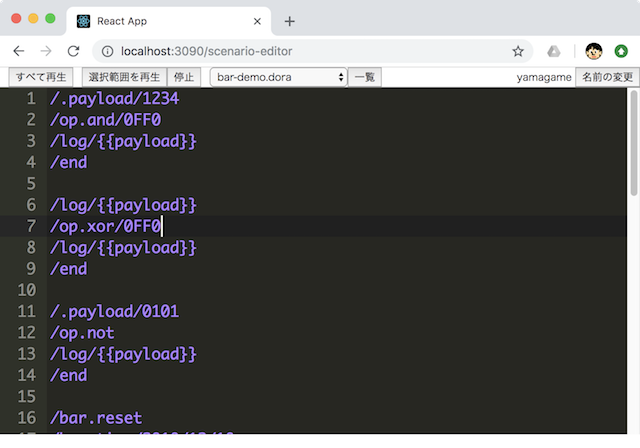 React App
localhost:3090/scenario-editor
すべて再生 選択範囲を再生 停止 bar-demo.dora 一覧 yamagame 名前の変更
1 /.payload/1234
2 /op.and/0FF0
3 /log/{{payload}}
4 /end
5
6 /log/{{payload}}
7 /op.xor/0FF0
8 /log/{{payload}}
9 /end
10
11 /.payload/0101
12 /op.not
13 /log/{{payload}}
14 /end
15
16 /bar.reset